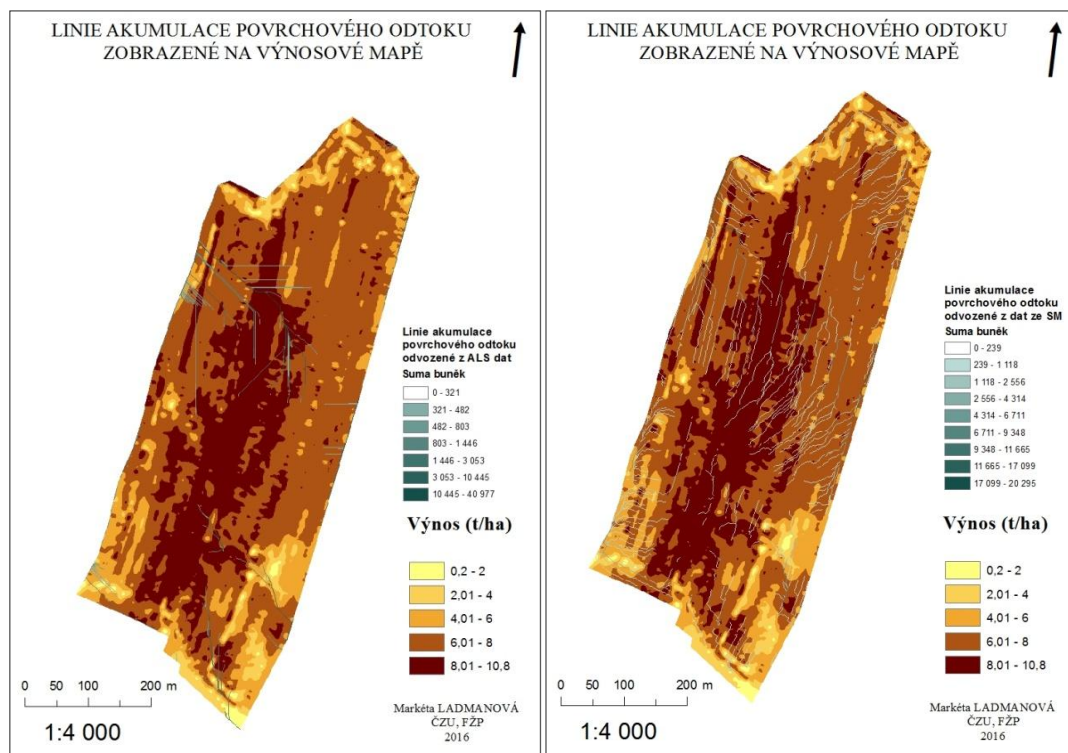 LINIE AKUMULACE POVRCHOVÉHO ODTOKU
ZOBRAZENÉ NA VÝNOSOVÉ MAPĚ
Linie akumulace
povrchového odtoku
odvozené z ALS dat
Suma buněk
0 - 321
321 - 482
482 - 803
803 - 1 446
1 446 - 3 053
3 053 - 10 445
10 445 - 40 977
Výnos (t/ha)
0,2 - 2
2,01 - 4
4,01 - 6
6,01 - 8
8,01 - 10,8
0 50 100 200 m
1:4 000
Markéta LADMANOVÁ
ČZU, FŽP
2016
LINIE AKUMULACE POVRCHOVÉHO ODTOKU
ZOBRAZENÉ NA VÝNOSOVÉ MAPĚ
Linie akumulace
povrchového odtoku
odvozené z dat ze SM
Suma buněk
0 - 239
239 - 1 118
1 118 - 2 556
2 556 - 4 314
4 314 - 6 711
6 711 - 9 348
9 348 - 11 665
11 665 - 17 099
17 099 - 20 295
Výnos (t/ha)
0,2 - 2
2,01 - 4
4,01 - 6
6,01 - 8
8,01 - 10,8
0 50 100 200 m
1:4 000
Markéta LADMANOVÁ
ČZU, FŽP
2016